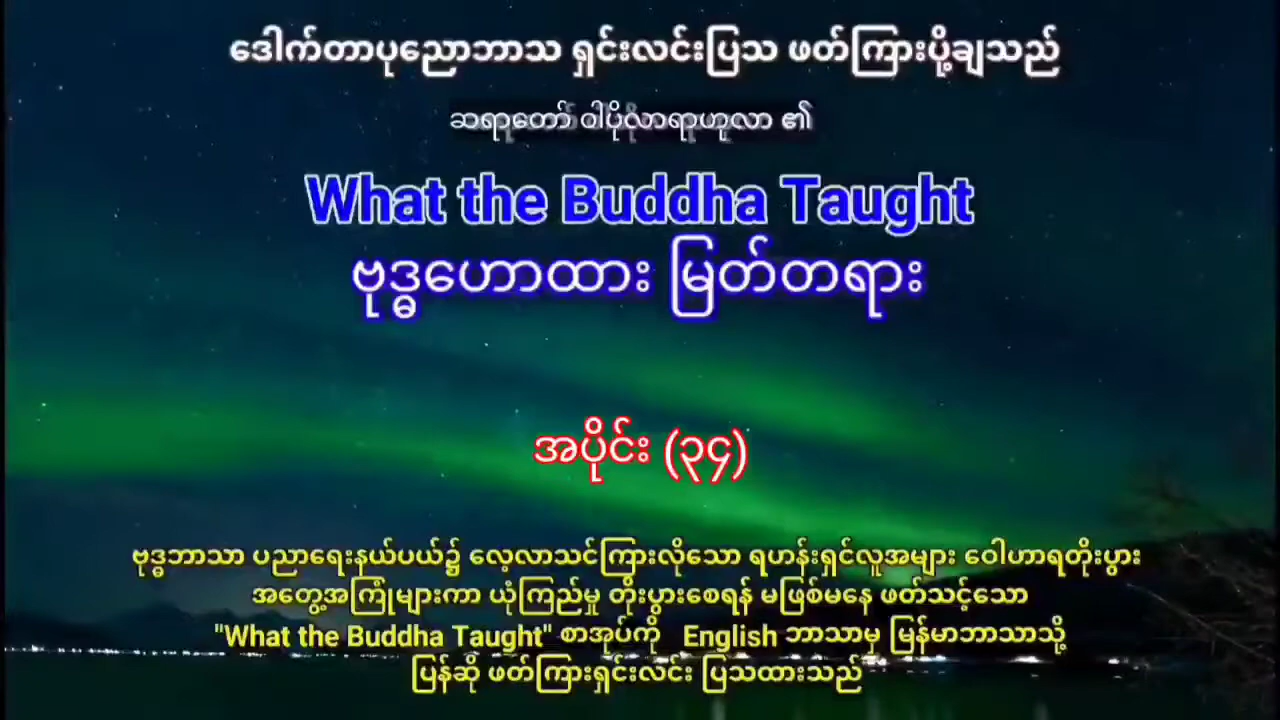 ဒေါက်တာပုညောဘာသ ရှင်းလင်းပြသ ဖတ်ကြားပို့ချသည်
ဆရာတော် ဝါပိုလာရာဟုလာ ၏
What the Buddha Taught
ဗုဒ္ဓဟောထား မြတ်တရား
အပိုင်း (၃၄)
ဗုဒ္ဓဘာသာ ပညာရေးနယ်ပယ်၌ လေ့လာသင်ကြားလိုသော ရဟန်းရှင်လူအများ ဝေါဟာရတိုးပွား
အတွေ့အကြုံများကာ ယုံကြည်မှု တိုးပွားစေရန် မဖြစ်မနေ ဖတ်သင့်သော
"What the Buddha Taught" စာအုပ်ကို English ဘာသာမှ မြန်မာဘာသာသို့
ပြန်ဆို ဖတ်ကြားရှင်းလင်း ပြသထားသည်